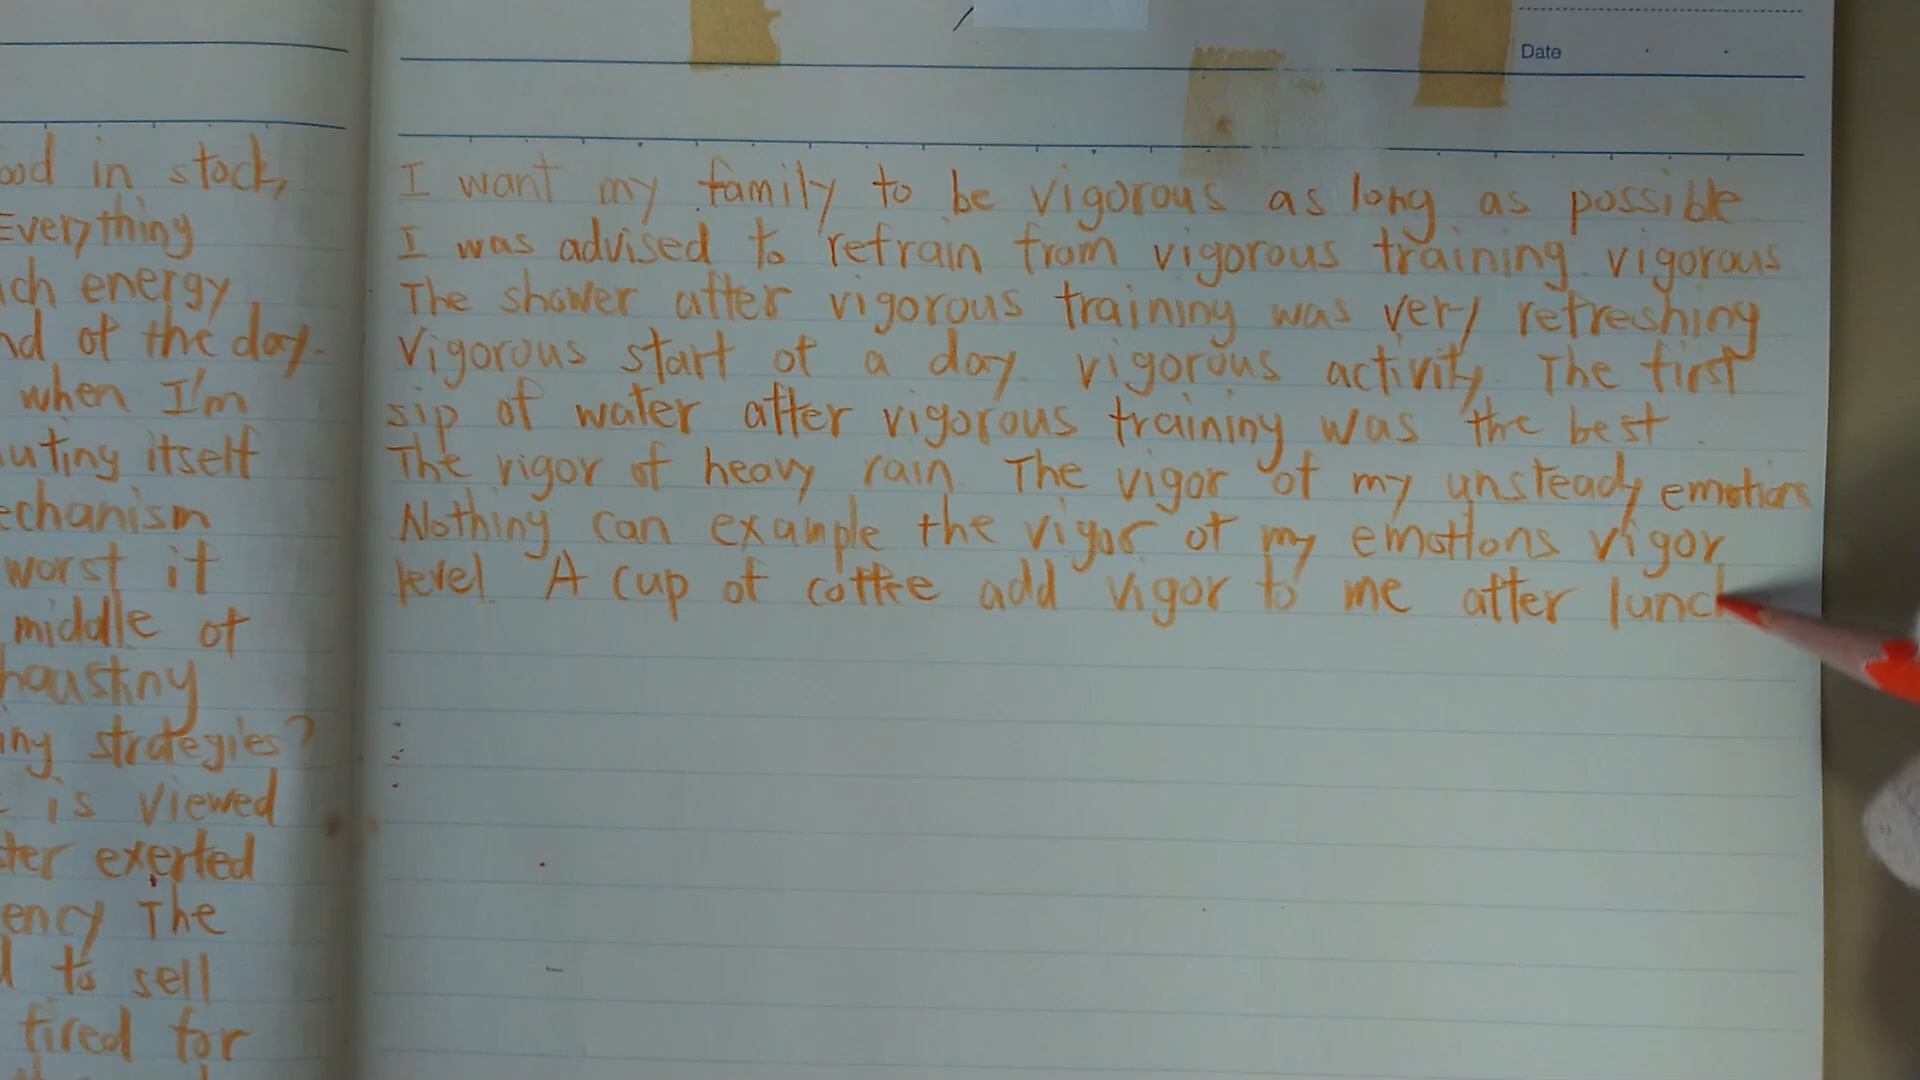 Date
ood in stock,
Everything
ch energy
nd of the day.
when I'm
uting itself
echanism
worst it
middle of
hausting
ing strategies?
is viewed
ter exerted
ency The
to sell
fired for
I want my family to be vigorous as long as possible
I was advised to refrain from vigorous training vigorous
The shower after vigorous training was very refreshing
Vigorous start of a day vigorous activity. The first
sip of water after vigorous training was the best.
The vigor of heavy rain. The vigor of my unsteady emotions
Nothing can example the vigor of my emotions vigor
level. A cup of coffee add vigor to me after lunch